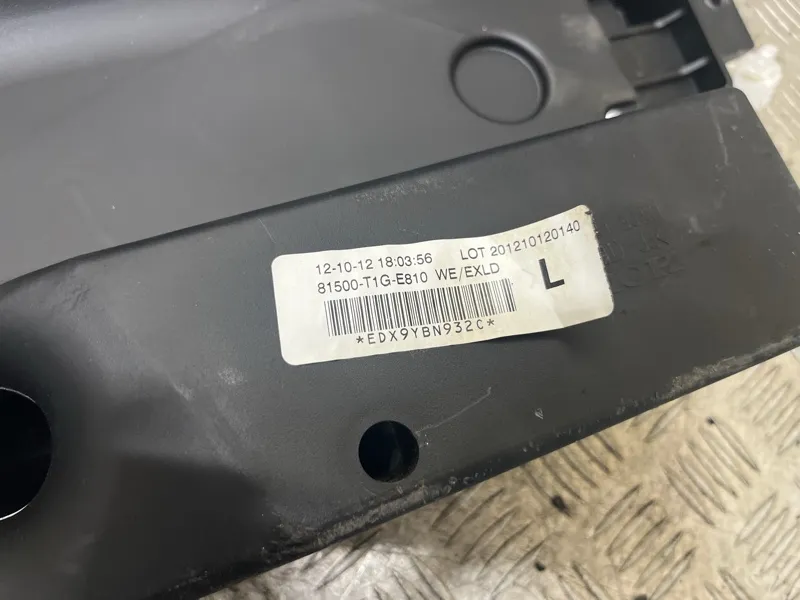 12-10-12 18:03:56 LOT 201210120140
81500-T1G-E810 WE/EXLD
L
*EDX9YBN932C*